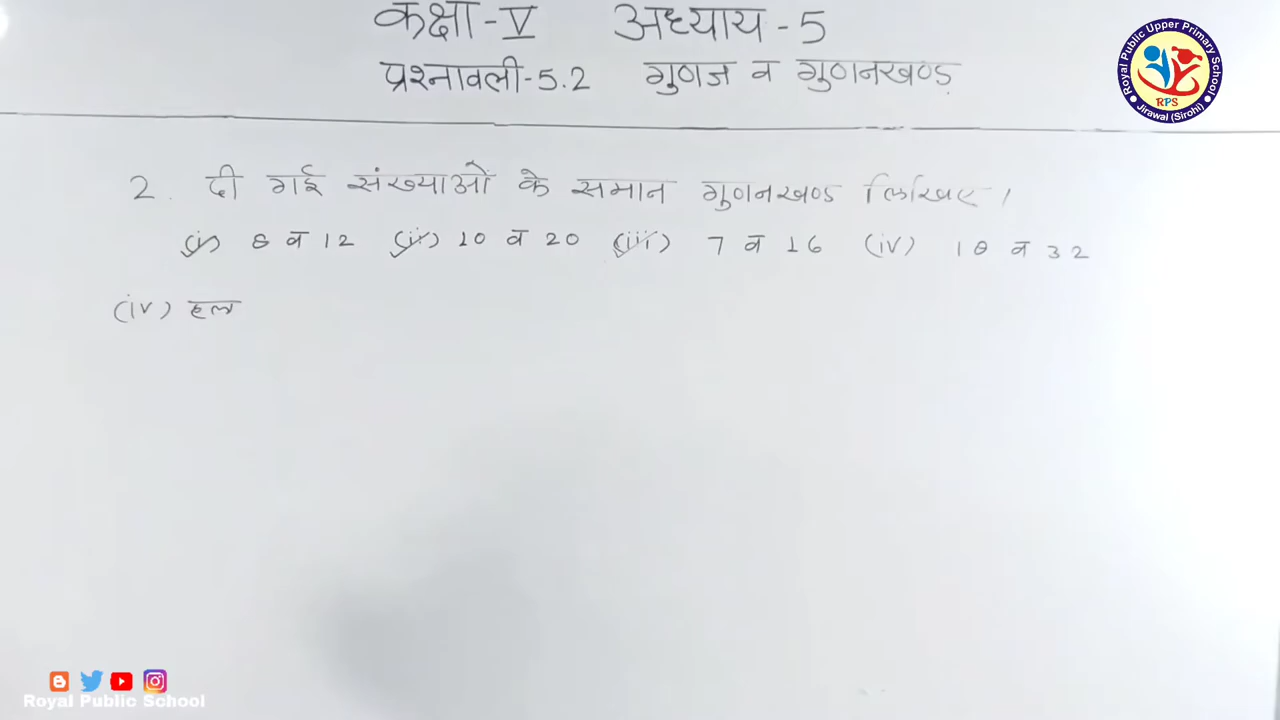 कक्षा-V अध्याय-5
प्रश्नावली-5.2 गुणज व गुणनखण्ड
Royal Public Upper Primary School
RPS
Jirawal (Sirohi)
2. दी गई संख्याओं के समान गुणनखण्ड लिखिए।
(i) 8 व 12 (ii) 10 व 20 (iii) 7 व 16 (iv) 18 व 32
(iv) हल
Royal Public School